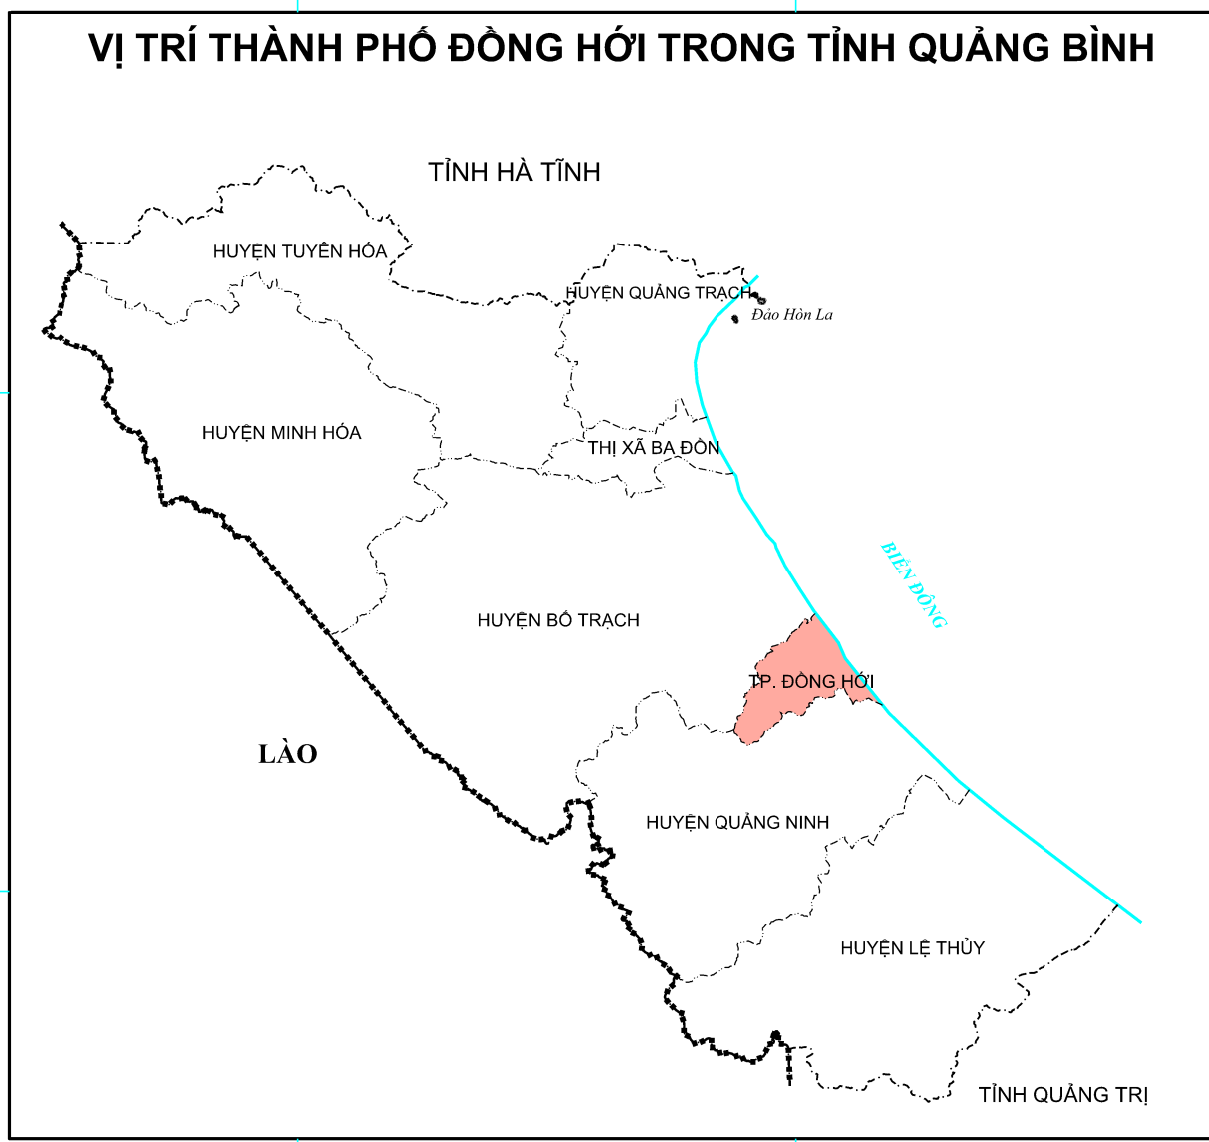 VỊ TRÍ THÀNH PHỐ ĐỒNG HỚI TRONG TỈNH QUẢNG BÌNH
TỈNH HÀ TĨNH
HUYỆN TUYÊN HÓA
HUYỆN QUẢNG TRẠCH
Đảo Hòn La
HUYỆN MINH HÓA
THỊ XÃ BA ĐỒN
BIỂN ĐÔNG
HUYỆN BỐ TRẠCH
TP. ĐỒNG HỚI
LÀO
HUYỆN QUẢNG NINH
HUYỆN LỆ THỦY
TỈNH QUẢNG TRỊ